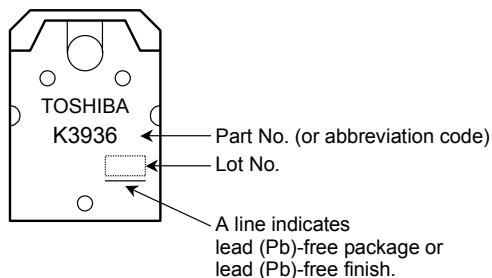 TOSHIBA
K3936
Part No. (or abbreviation code)
Lot No.
A line indicates
lead (Pb)-free package or
lead (Pb)-free finish.